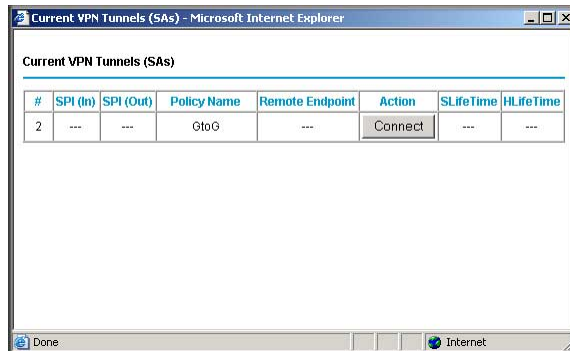 Current VPN Tunnels (SAs) - Microsoft Internet Explorer
Current VPN Tunnels (SAs)
# SPI (In) SPI (Out) Policy Name Remote Endpoint Action SLifeTime HLifeTime
2 --- --- GtoG --- Connect --- ---
Done Internet